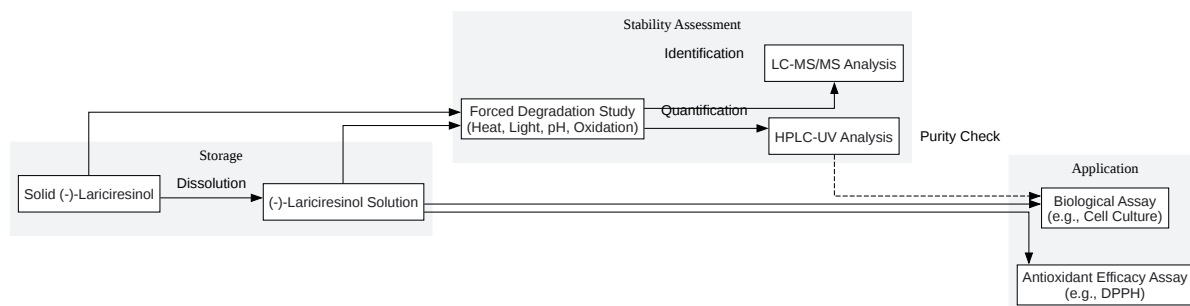 Stability Assessment
Identification
LC-MS/MS Analysis
Forced Degradation Study
(Heat, Light, pH, Oxidation)
Quantification
HPLC-UV Analysis
Purity Check
Storage
Solid (-)-Lariciresinol
Dissolution
(-)-Lariciresinol Solution
Application
Biological Assay
(e.g., Cell Culture)
Antioxidant Efficacy Assay
(e.g., DPPH)